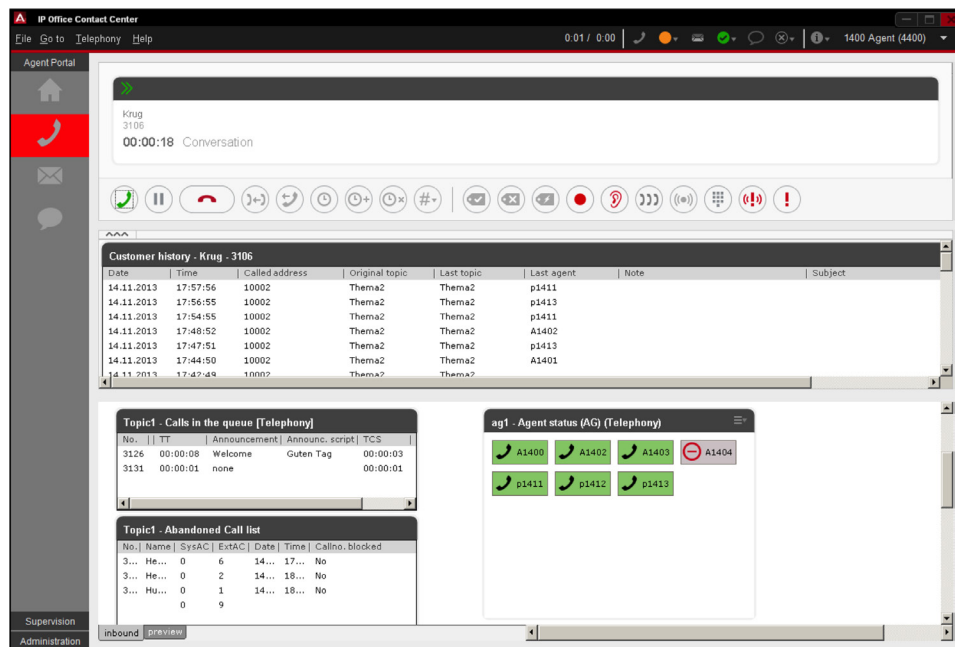 IP Office Contact Center
File Go to Telephony Help 0:01 / 0:00 1400 Agent (4400)
Agent Portal
Krug
3106
00:00:18 Conversation
Customer history - Krug - 3106
Date | Time | Called address | Original topic | Last topic | Last agent | Note | Subject
14.11.2013 17:57:56 10002 Thema2 Thema2 p1411
14.11.2013 17:56:55 10002 Thema2 Thema2 p1413
14.11.2013 17:54:55 10002 Thema2 Thema2 p1411
14.11.2013 17:48:52 10002 Thema2 Thema2 A1402
14.11.2013 17:47:51 10002 Thema2 Thema2 p1413
14.11.2013 17:44:50 10002 Thema2 Thema2 A1401
14.11.2013 17:42:49 10002 Thema2 Thema2
Topic1 - Calls in the queue [Telephony]
No. | | TT | Announcement | Announc. script | TCS |
3126 00:00:08 Welcome Guten Tag 00:00:03
3131 00:00:01 none 00:00:01
Topic1 - Abandoned Call list
No. | Name | SysAC | ExtAC | Date | Time | Callno. blocked
3... He... 0 6 14... 17... No
3... He... 0 2 14... 18... No
3... Hu... 0 1 14... 18... No
0 9
ag1 - Agent status (AG) (Telephony)
A1400 A1402 A1403 A1404
p1411 p1412 p1413
Supervision
Administration
inbound preview